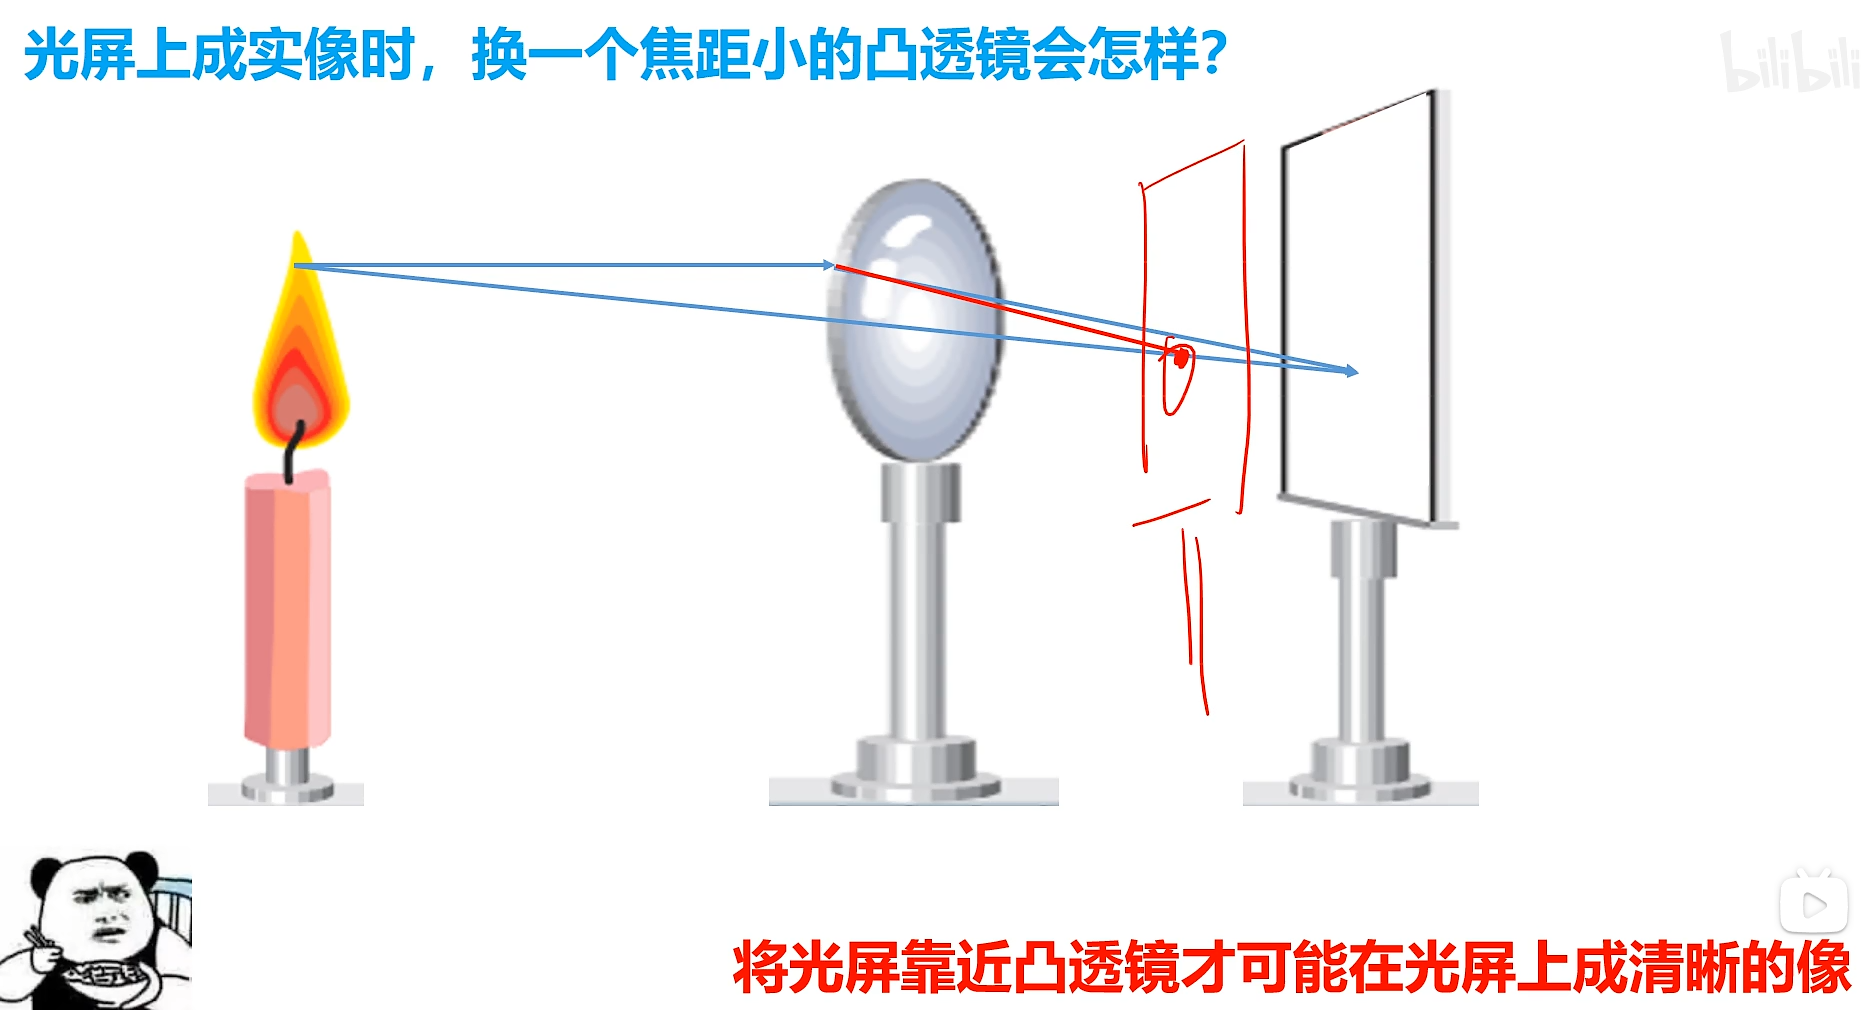 光屏上成实像时，换一个焦距小的凸透镜会怎样？
bilibili
将光屏靠近凸透镜才可能在光屏上成清晰的像